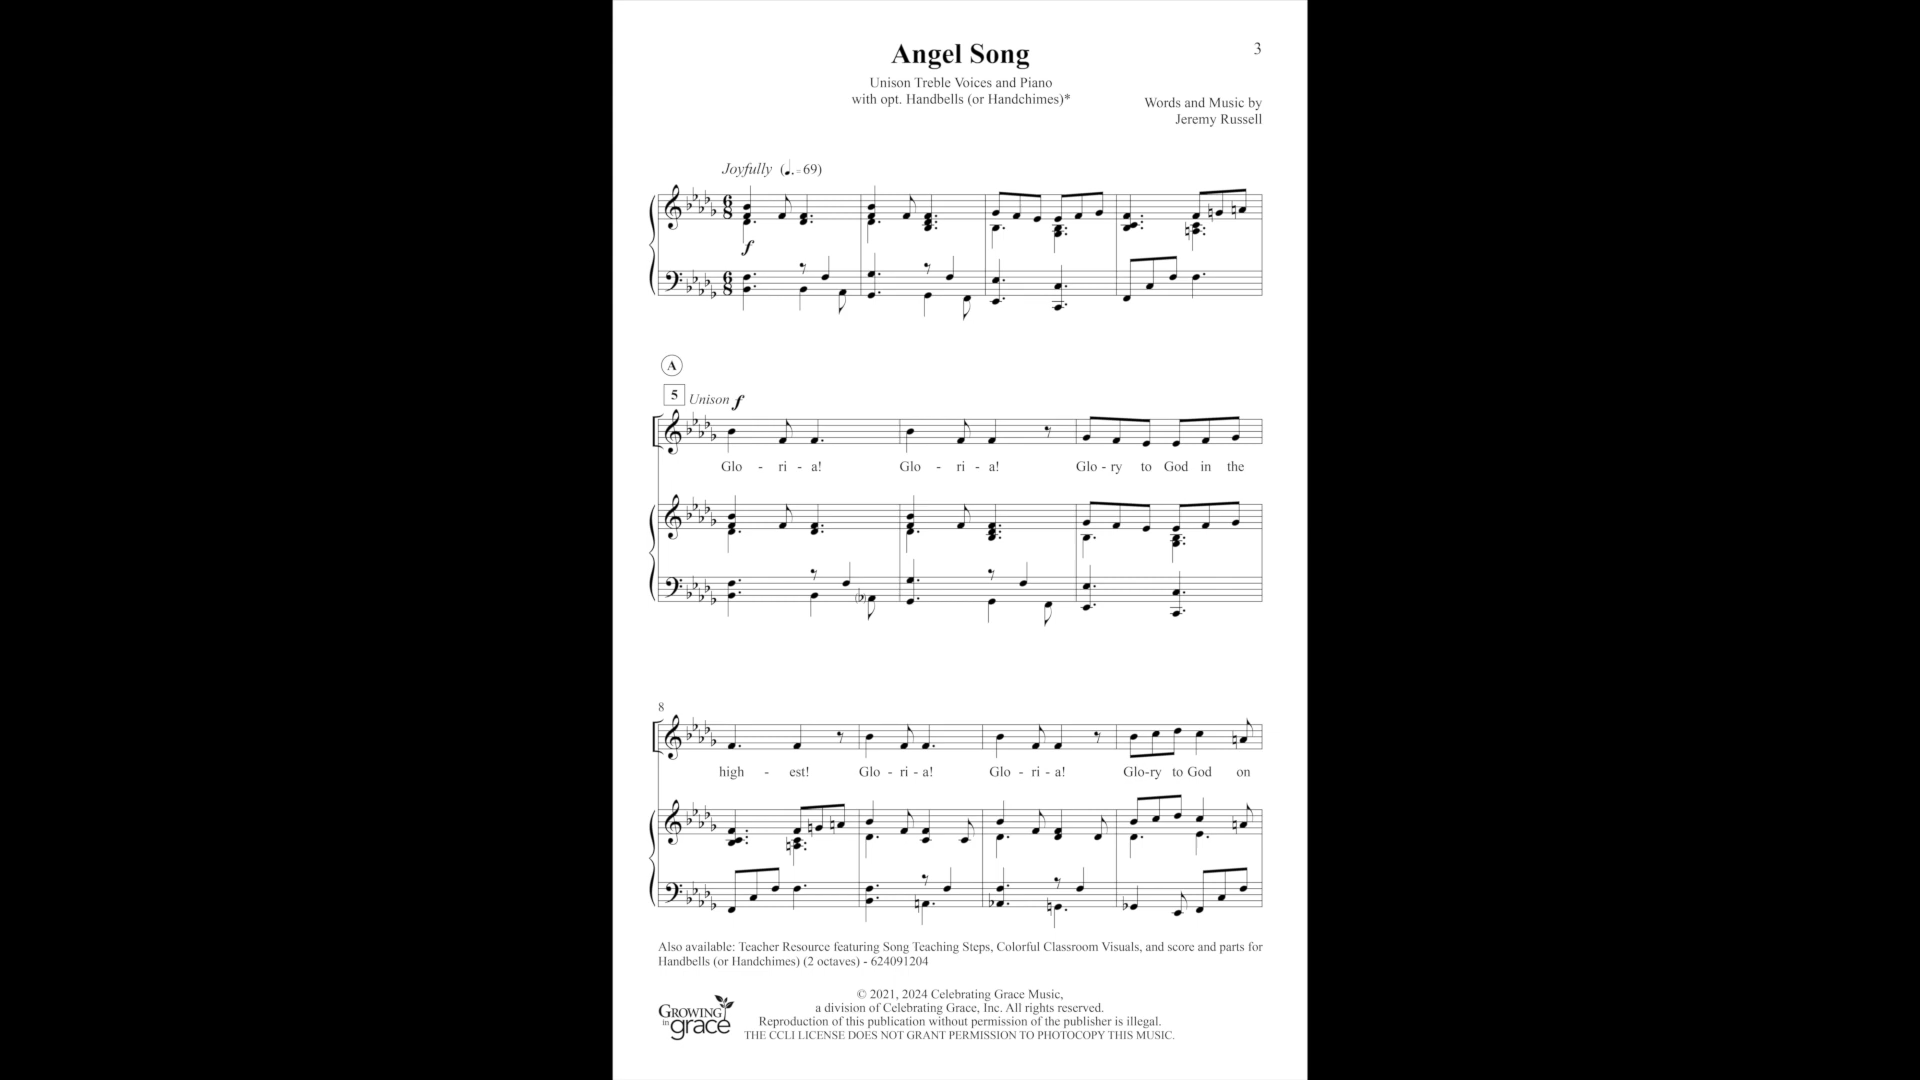 Angel Song
3
Unison Treble Voices and Piano
with opt. Handbells (or Handchimes)*
Words and Music by
Jeremy Russell
Joyfully (♩. = 69)
6
8
f
6
8
A
5 Unison f
Glo - ri - a! Glo - ri - a! Glo - ry to God in the
8
high - est! Glo - ri - a! Glo - ri - a! Glo-ry to God on
Also available: Teacher Resource featuring Song Teaching Steps, Colorful Classroom Visuals, and score and parts for
Handbells (or Handchimes) (2 octaves) - 624091204
© 2021, 2024 Celebrating Grace Music,
a division of Celebrating Grace, Inc. All rights reserved.
Reproduction of this publication without permission of the publisher is illegal.
THE CCLI LICENSE DOES NOT GRANT PERMISSION TO PHOTOCOPY THIS MUSIC.
GROWING
in grace